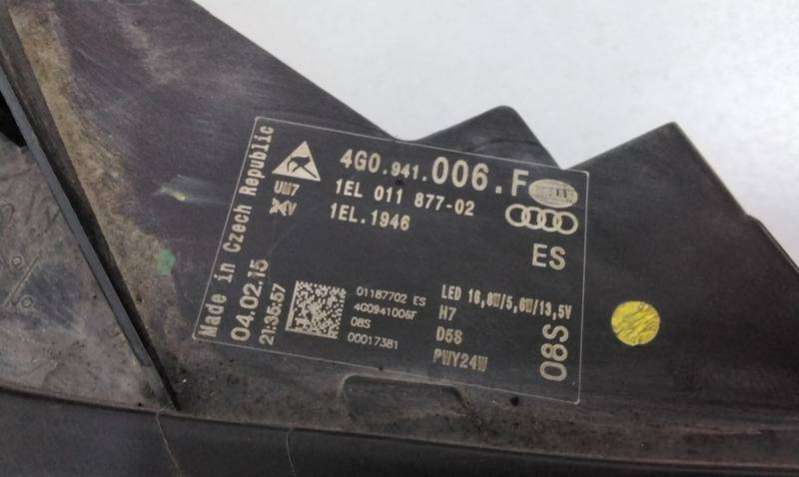 4G0.941.006.F
1EL 011 877-02
1EL.1946
ES
Made in Czech Republic
04.02.15
21:35:57
01187702 ES
4G0941006F
08S
00017381
LED 16,8W/5,6W/13,5V
H7
D5S
PWY24W
08S